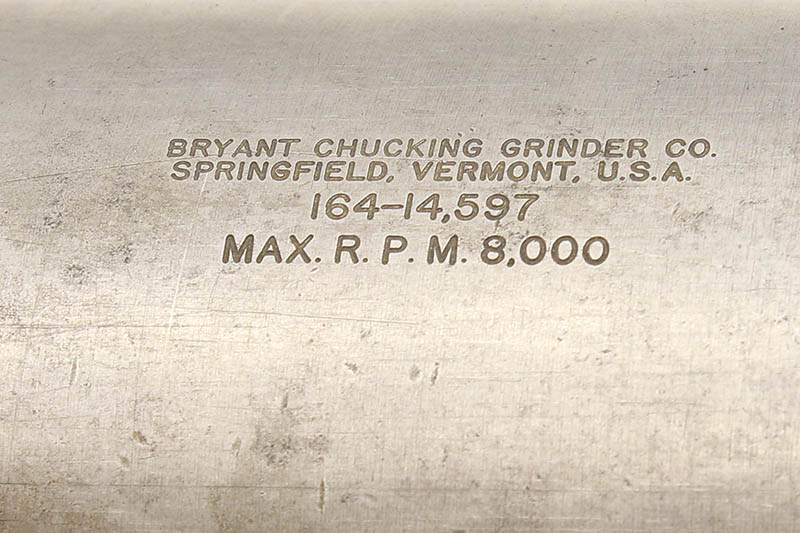 BRYANT CHUCKING GRINDER CO.
SPRINGFIELD, VERMONT, U.S.A.
164-14,597
MAX. R. P. M. 8,000